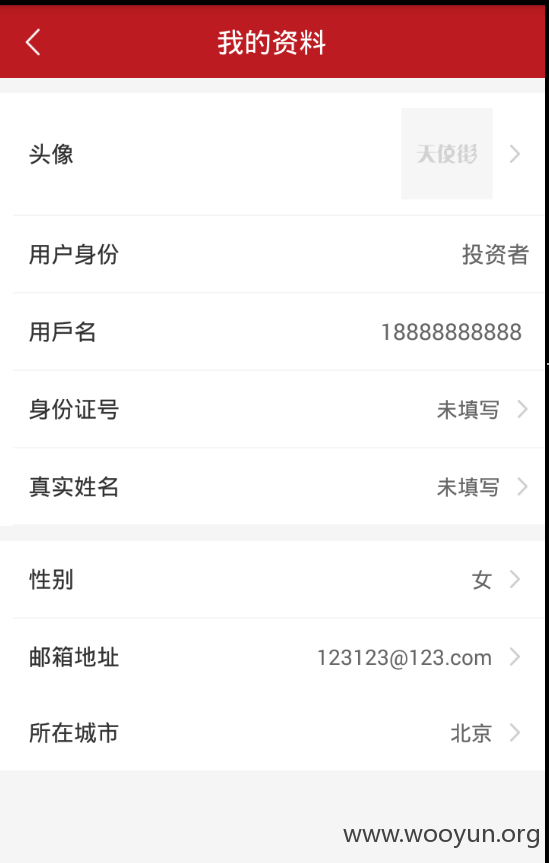 我的资料
头像
天使街
用户身份 投资者
用戶名 18888888888
身份证号 未填写
真实姓名 未填写
性别 女
邮箱地址 123123@123.com
所在城市 北京
www.wooyun.org